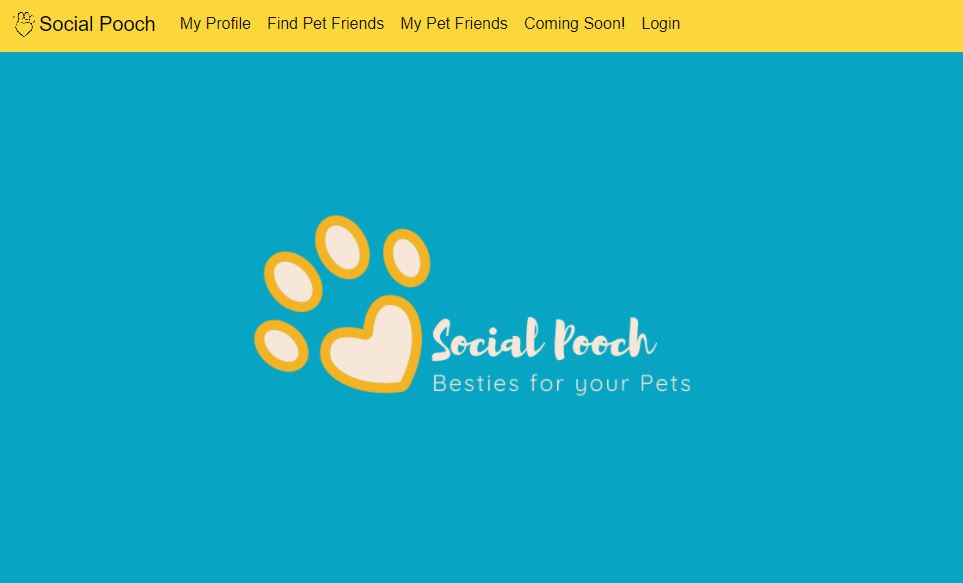 Social Pooch My Profile Find Pet Friends My Pet Friends Coming Soon! Login
Social Pooch
Besties for your Pets